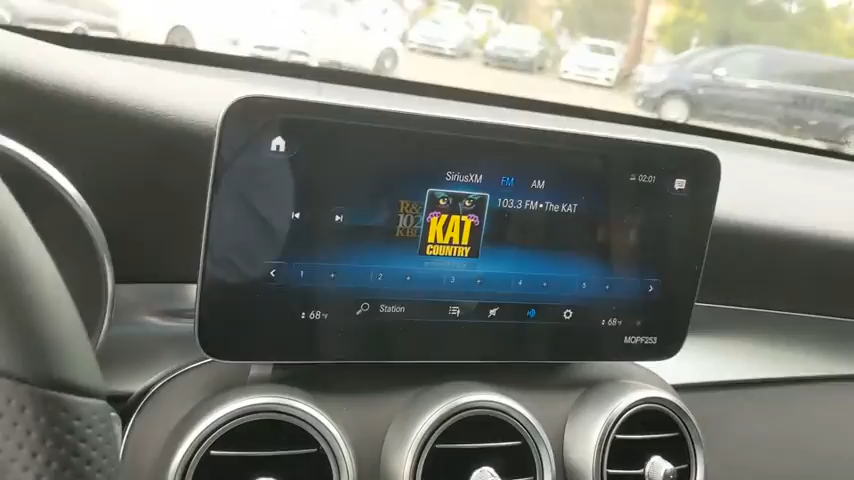 SiriusXM FM AM
02:01
103.3 FM•The KAT
R&B
102
KAT
COUNTRY
1 + 2 + 3 + 4 + 5 +
68°F
Station
68°F
MOPF253